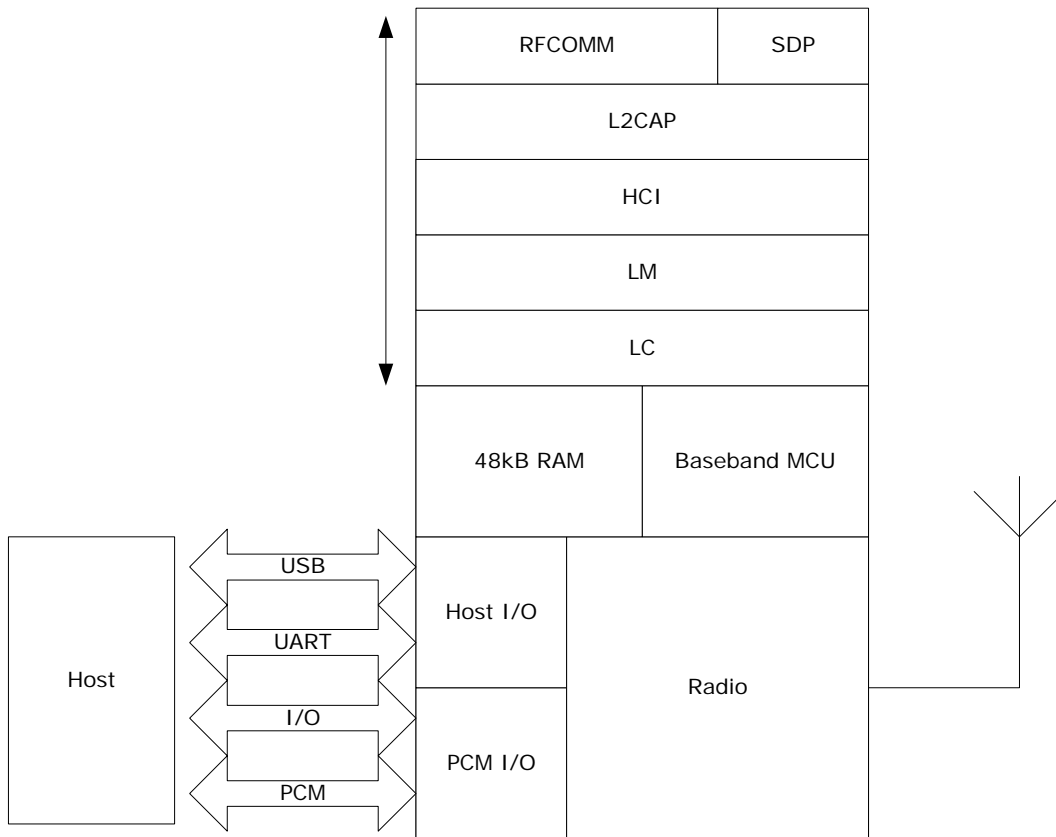 RFCOMM
SDP
L2CAP
HCI
LM
LC
48kB RAM
Baseband MCU
USB
Host I/O
UART
Host
Radio
I/O
PCM I/O
PCM